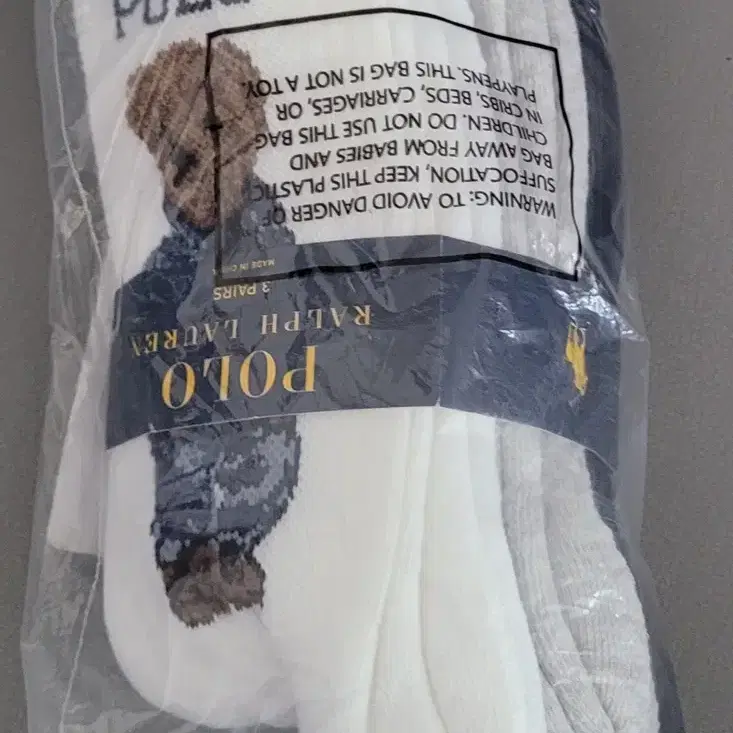 WARNING: TO AVOID DANGER OF
SUFFOCATION, KEEP THIS PLASTIC
BAG AWAY FROM BABIES AND
CHILDREN. DO NOT USE THIS BAG
IN CRIBS, BEDS, CARRIAGES, OR
PLAYPENS. THIS BAG IS NOT A TOY.
POLO
RALPH LAUREN
3 PAIRS
MADE IN CHINA